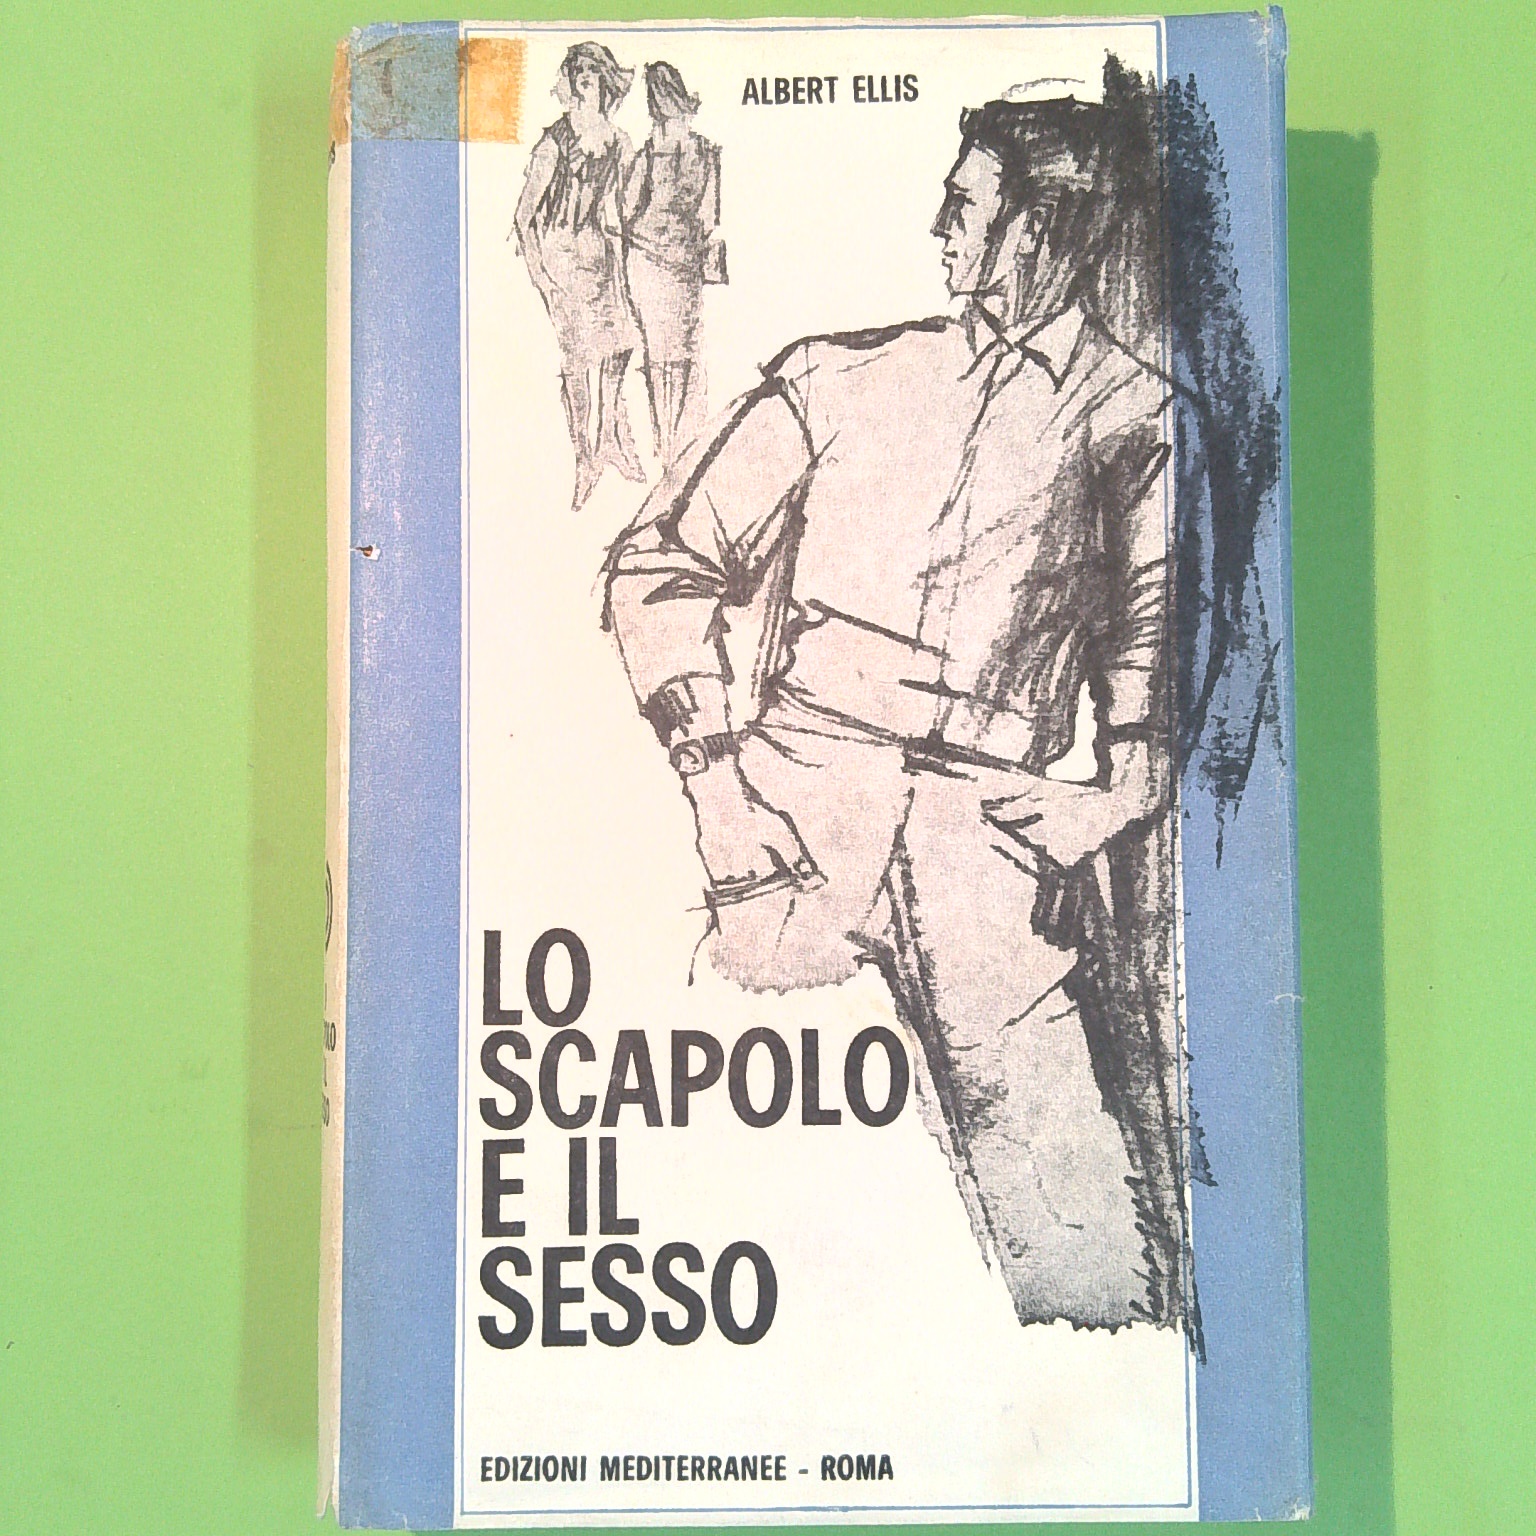 ALBERT ELLIS
LO
SCAPOLO
E IL
SESSO
EDIZIONI MEDITERRANEE - ROMA